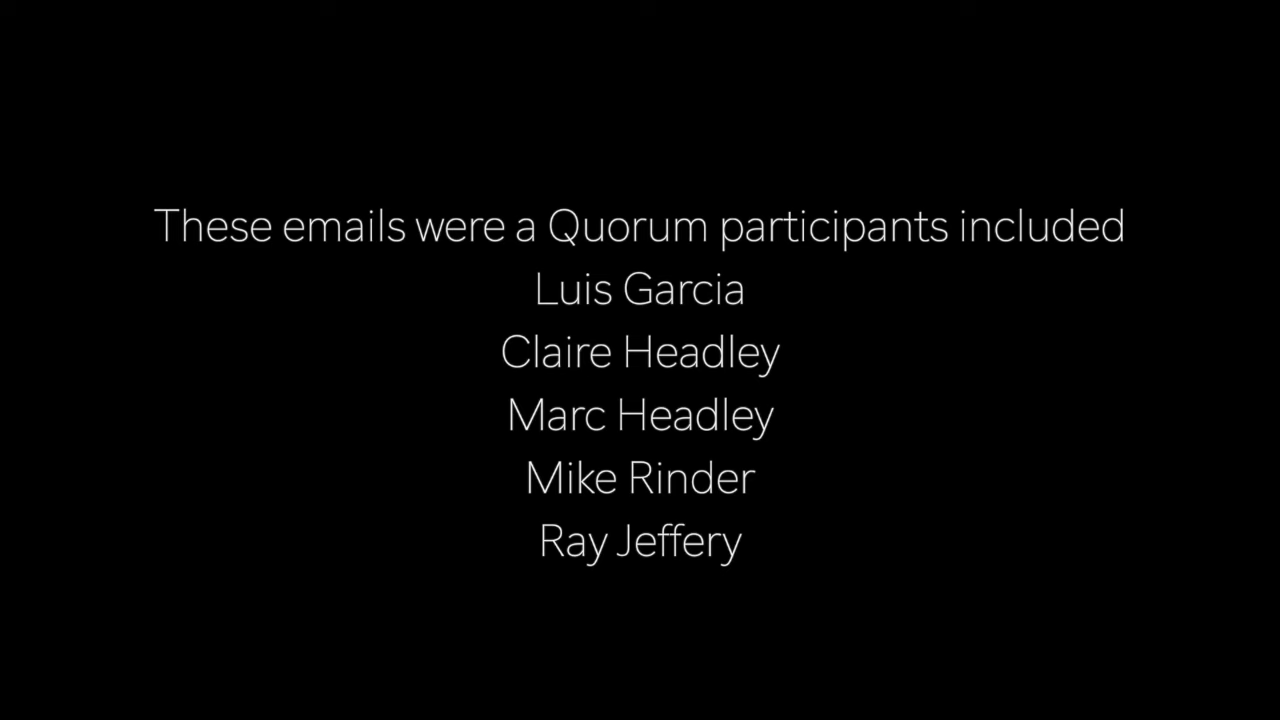 These emails were a Quorum participants included
Luis Garcia
Claire Headley
Marc Headley
Mike Rinder
Ray Jeffery